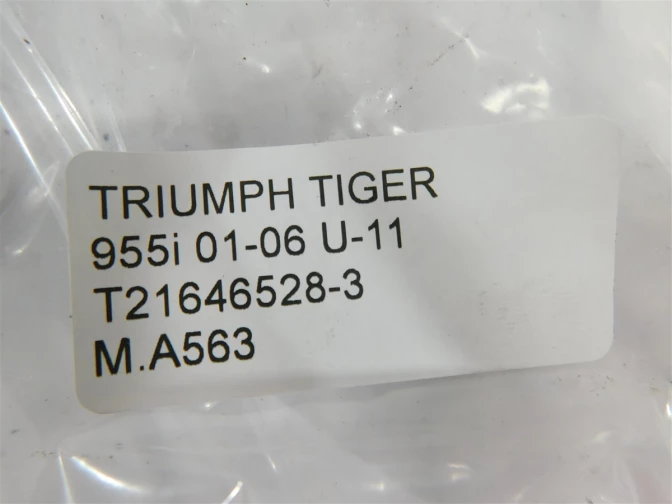 TRIUMPH TIGER
955i 01-06 U-11
T21646528-3
M.A563